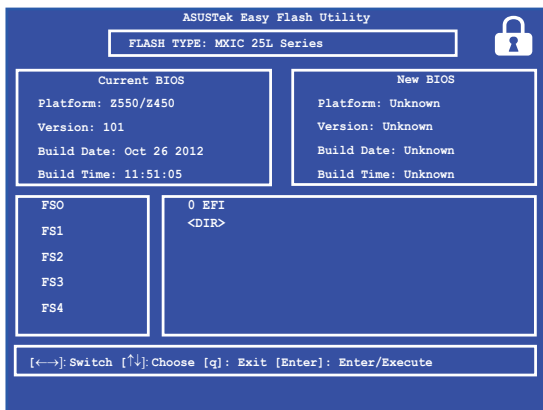 ASUSTek Easy Flash Utility
FLASH TYPE: MXIC 25L Series
Current BIOS
Platform: Z550/Z450
Version: 101
Build Date: Oct 26 2012
Build Time: 11:51:05
New BIOS
Platform: Unknown
Version: Unknown
Build Date: Unknown
Build Time: Unknown
FSO
FS1
FS2
FS3
FS4
0 EFI
<DIR>
[←→]: Switch [↑↓]: Choose [q]: Exit [Enter]: Enter/Execute